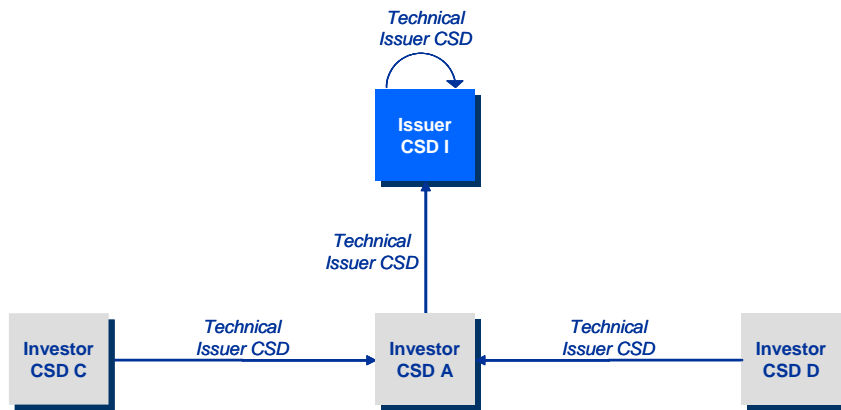 Technical
Issuer CSD
Issuer
CSD I
Technical
Issuer CSD
Investor
CSD C
Technical
Issuer CSD
Investor
CSD A
Technical
Issuer CSD
Investor
CSD D